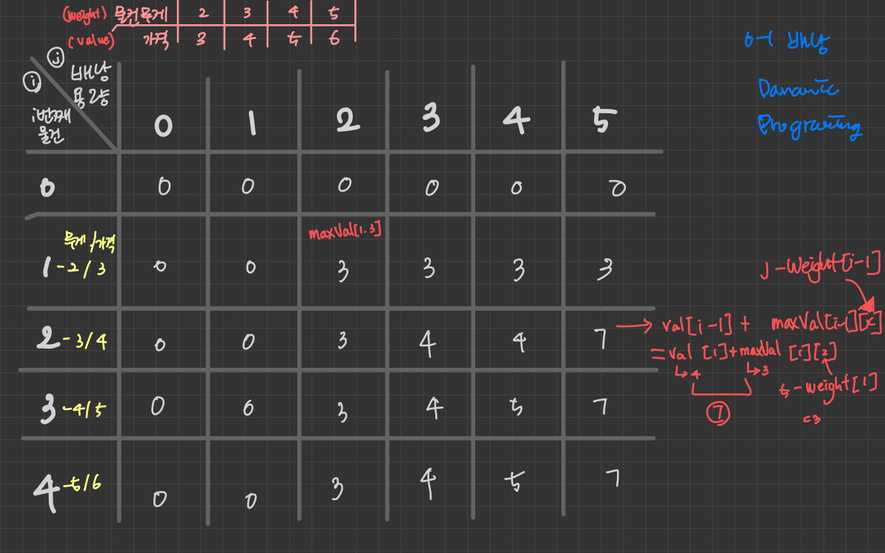 (weight) 물건무게 2 3 4 5
(value) 가격 3 4 5 6
0-1 배낭
Danamic
Programing
ⓙ 배낭 용량
ⓘ i번째 물건
0 1 2 3 4 5
0 0 0 0 0 0 0
무게/가격 maxVal[1.3]
1 -2/3 0 0 3 3 3 3
J-Weight[i-1]
2 -3/4 0 0 3 4 4 7 → val[i-1] + maxVal[i-1][x]
= val [1] + maxVal [1][2]
↳4 ↳3 5-weight[1]
⑦ =3
3 -4/5 0 0 3 4 5 7
4 -5/6 0 0 3 4 5 7